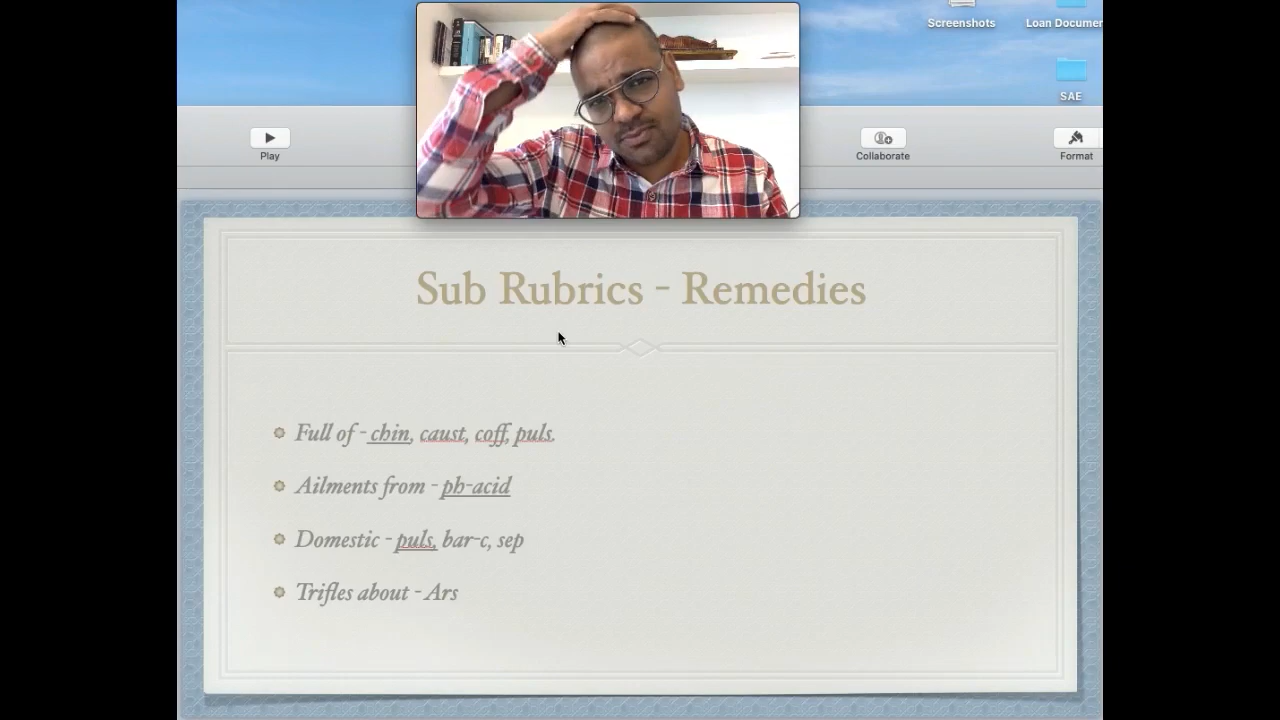 Screenshots
Loan Documen
SAE
Play
Collaborate
Format
Sub Rubrics - Remedies
Full of - chin, caust, coff, puls.
Ailments from - ph-acid
Domestic - puls, bar-c, sep
Trifles about - Ars